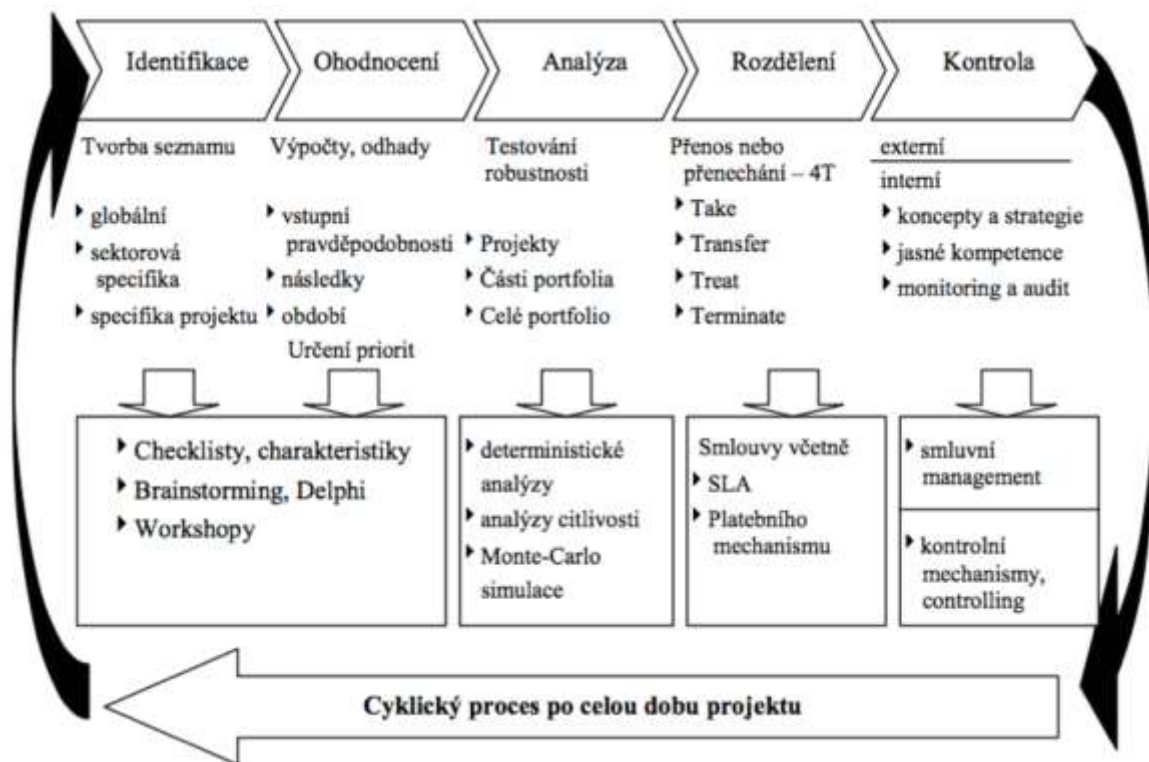 Identifikace
Ohodnocení
Analýza
Rozdělení
Kontrola
Tvorba seznamu
globální
sektorová
specifika
specifika projektu
Výpočty, odhady
vstupní
pravděpodobnosti
následky
období
Určení priorit
Testování
robustnosti
Projekty
Části portfolia
Celé portfolio
Přenos nebo
přenechání – 4T
Take
Transfer
Treat
Terminate
externí
interní
koncepty a strategie
jasné kompetence
monitoring a audit
Checklisty, charakteristiky
Brainstorming, Delphi
Workshopy
deterministické
analýzy
analýzy citlivosti
Monte-Carlo
simulace
Smlouvy včetně
SLA
Platebního
mechanismu
smluvní
management
kontrolní
mechanismy,
controlling
Cyklický proces po celou dobu projektu